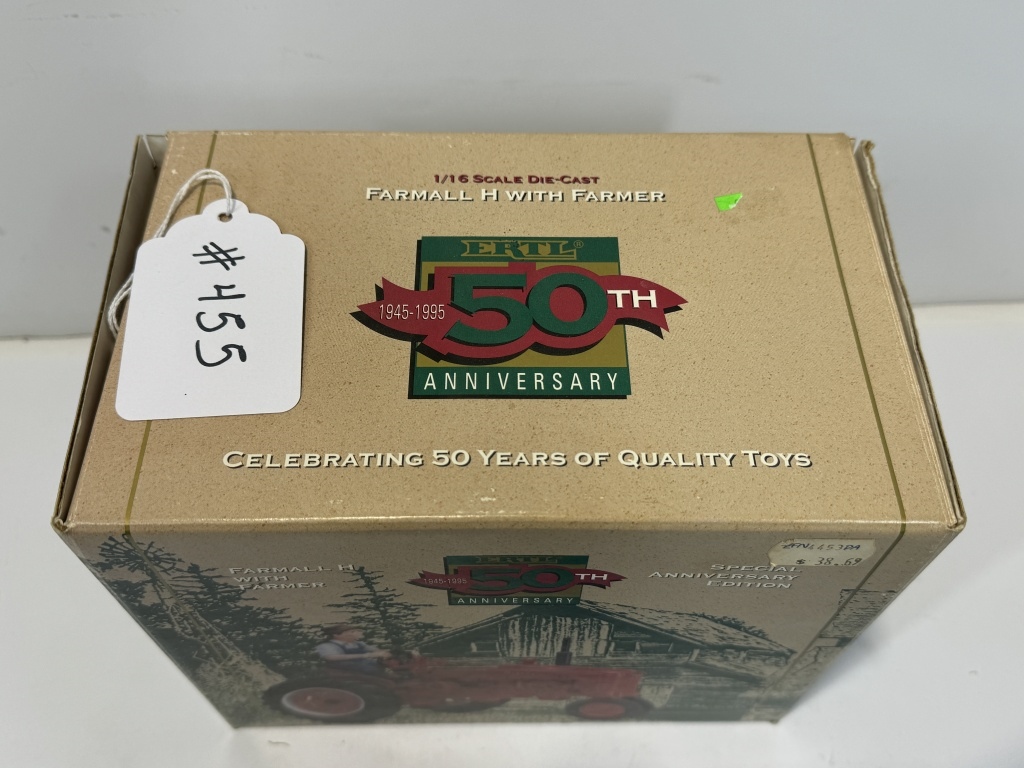 1/16 Scale Die-Cast
Farmall H with Farmer
#455
ERTL®
1945-1995
50TH
ANNIVERSARY
Celebrating 50 Years of Quality Toys
Farmall H
with
Farmer
ERTL
1945-1995
50TH
ANNIVERSARY
Special
Anniversary
Edition
$ 38.69